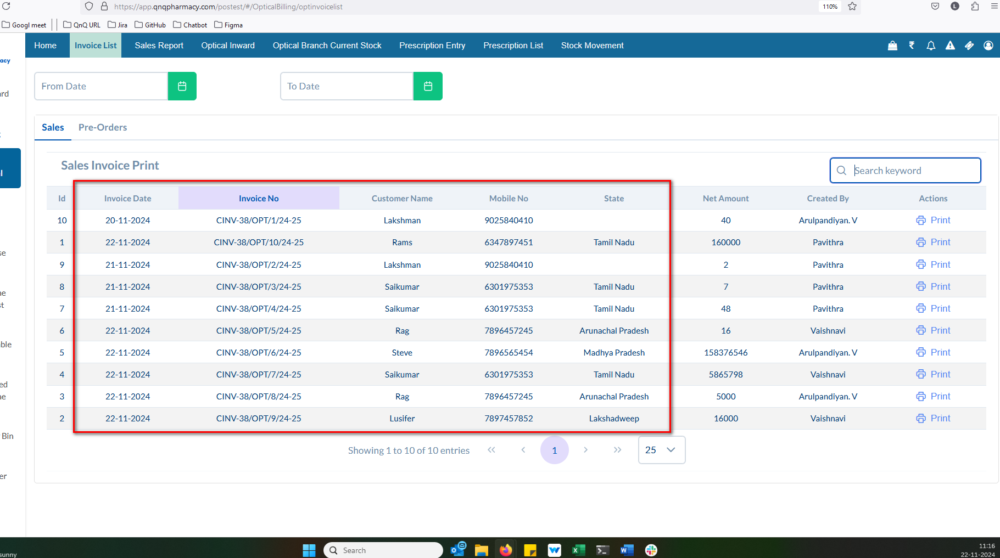 https://app.qnqpharmacy.com/postest/#/OpticalBilling/optinvoicelist 110% L
Googl meet QnQ URL Jira GitHub Chatbot Figma
Home Invoice List Sales Report Optical Inward Optical Branch Current Stock Prescription Entry Prescription List Stock Movement
acy
From Date To Date
ard
Sales Pre-Orders
Sales Invoice Print Search keyword
Id Invoice Date Invoice No Customer Name Mobile No State Net Amount Created By Actions
10 20-11-2024 CINV-38/OPT/1/24-25 Lakshman 9025840410 40 Arulpandiyan. V Print
1 22-11-2024 CINV-38/OPT/10/24-25 Rams 6347897451 Tamil Nadu 160000 Pavithra Print
9 21-11-2024 CINV-38/OPT/2/24-25 Lakshman 9025840410 2 Pavithra Print
8 21-11-2024 CINV-38/OPT/3/24-25 Saikumar 6301975353 Tamil Nadu 7 Pavithra Print
7 21-11-2024 CINV-38/OPT/4/24-25 Saikumar 6301975353 Tamil Nadu 48 Pavithra Print
6 22-11-2024 CINV-38/OPT/5/24-25 Rag 7896457245 Arunachal Pradesh 16 Vaishnavi Print
5 22-11-2024 CINV-38/OPT/6/24-25 Steve 7896565454 Madhya Pradesh 158376546 Arulpandiyan. V Print
4 22-11-2024 CINV-38/OPT/7/24-25 Saikumar 6301975353 Tamil Nadu 5865798 Vaishnavi Print
3 22-11-2024 CINV-38/OPT/8/24-25 Rag 7896457245 Arunachal Pradesh 5000 Arulpandiyan. V Print
2 22-11-2024 CINV-38/OPT/9/24-25 Lusifer 7897457852 Lakshadweep 16000 Vaishnavi Print
Showing 1 to 10 of 10 entries « ‹ 1 › » 25
se
ne
st
ble
ed
ne
Bin
er
Search
sunny
11:16
22-11-2024